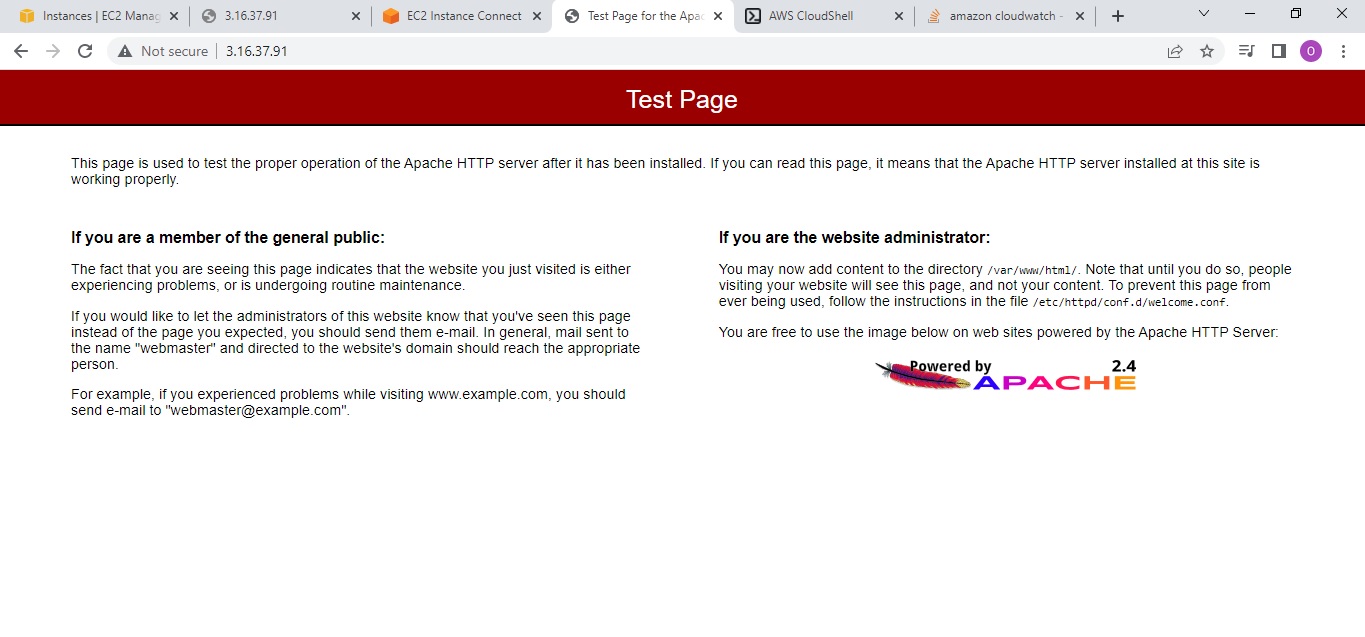 Instances | EC2 Manag
3.16.37.91
EC2 Instance Connect
Test Page for the Apac
AWS CloudShell
amazon cloudwatch -
Not secure
3.16.37.91
O
Test Page
This page is used to test the proper operation of the Apache HTTP server after it has been installed. If you can read this page, it means that the Apache HTTP server installed at this site is
working properly.
If you are a member of the general public:
The fact that you are seeing this page indicates that the website you just visited is either
experiencing problems, or is undergoing routine maintenance.
If you would like to let the administrators of this website know that you've seen this page
instead of the page you expected, you should send them e-mail. In general, mail sent to
the name "webmaster" and directed to the website's domain should reach the appropriate
person.
For example, if you experienced problems while visiting www.example.com, you should
send e-mail to "webmaster@example.com".
If you are the website administrator:
You may now add content to the directory /var/www/html/. Note that until you do so, people
visiting your website will see this page, and not your content. To prevent this page from
ever being used, follow the instructions in the file /etc/httpd/conf.d/welcome.conf.
You are free to use the image below on web sites powered by the Apache HTTP Server:
Powered by 2.4
APACHE